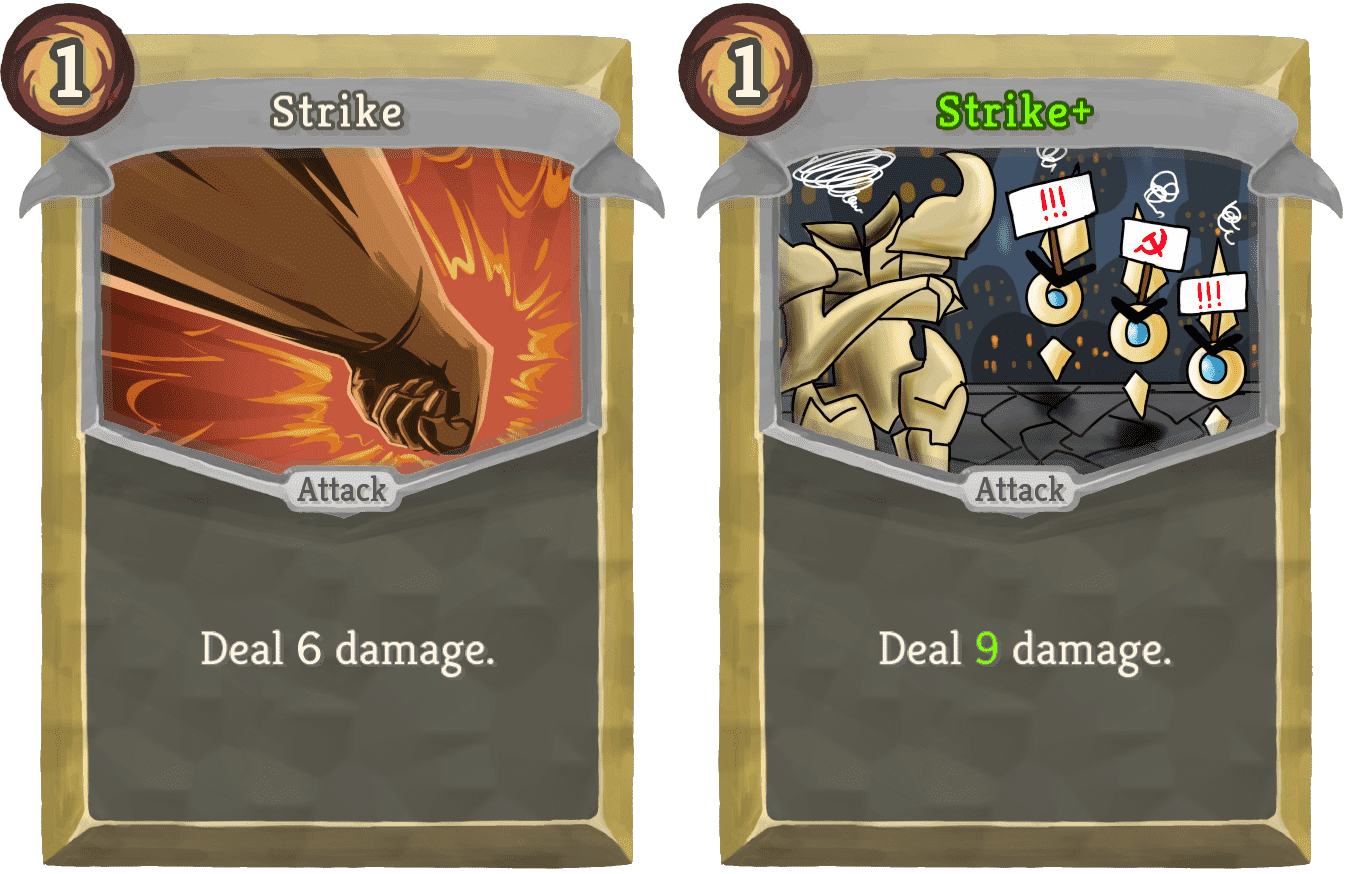 1
Strike
Attack
Deal 6 damage.
1
Strike+
!!!
!!!
Attack
Deal 9 damage.